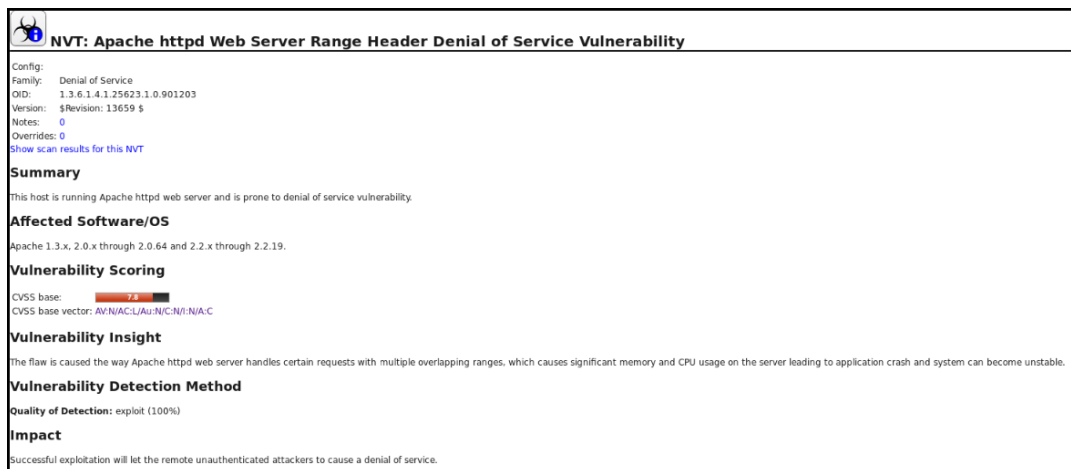 NVT: Apache httpd Web Server Range Header Denial of Service Vulnerability
Config:
Family: Denial of Service
OID: 1.3.6.1.4.1.25623.1.0.901203
Version: $Revision: 13659 $
Notes: 0
Overrides: 0
Show scan results for this NVT
Summary
This host is running Apache httpd web server and is prone to denial of service vulnerability.
Affected Software/OS
Apache 1.3.x, 2.0.x through 2.0.64 and 2.2.x through 2.2.19.
Vulnerability Scoring
CVSS base: 7.8
CVSS base vector: AV:N/AC:L/Au:N/C:N/I:N/A:C
Vulnerability Insight
The flaw is caused the way Apache httpd web server handles certain requests with multiple overlapping ranges, which causes significant memory and CPU usage on the server leading to application crash and system can become unstable.
Vulnerability Detection Method
Quality of Detection: exploit (100%)
Impact
Successful exploitation will let the remote unauthenticated attackers to cause a denial of service.